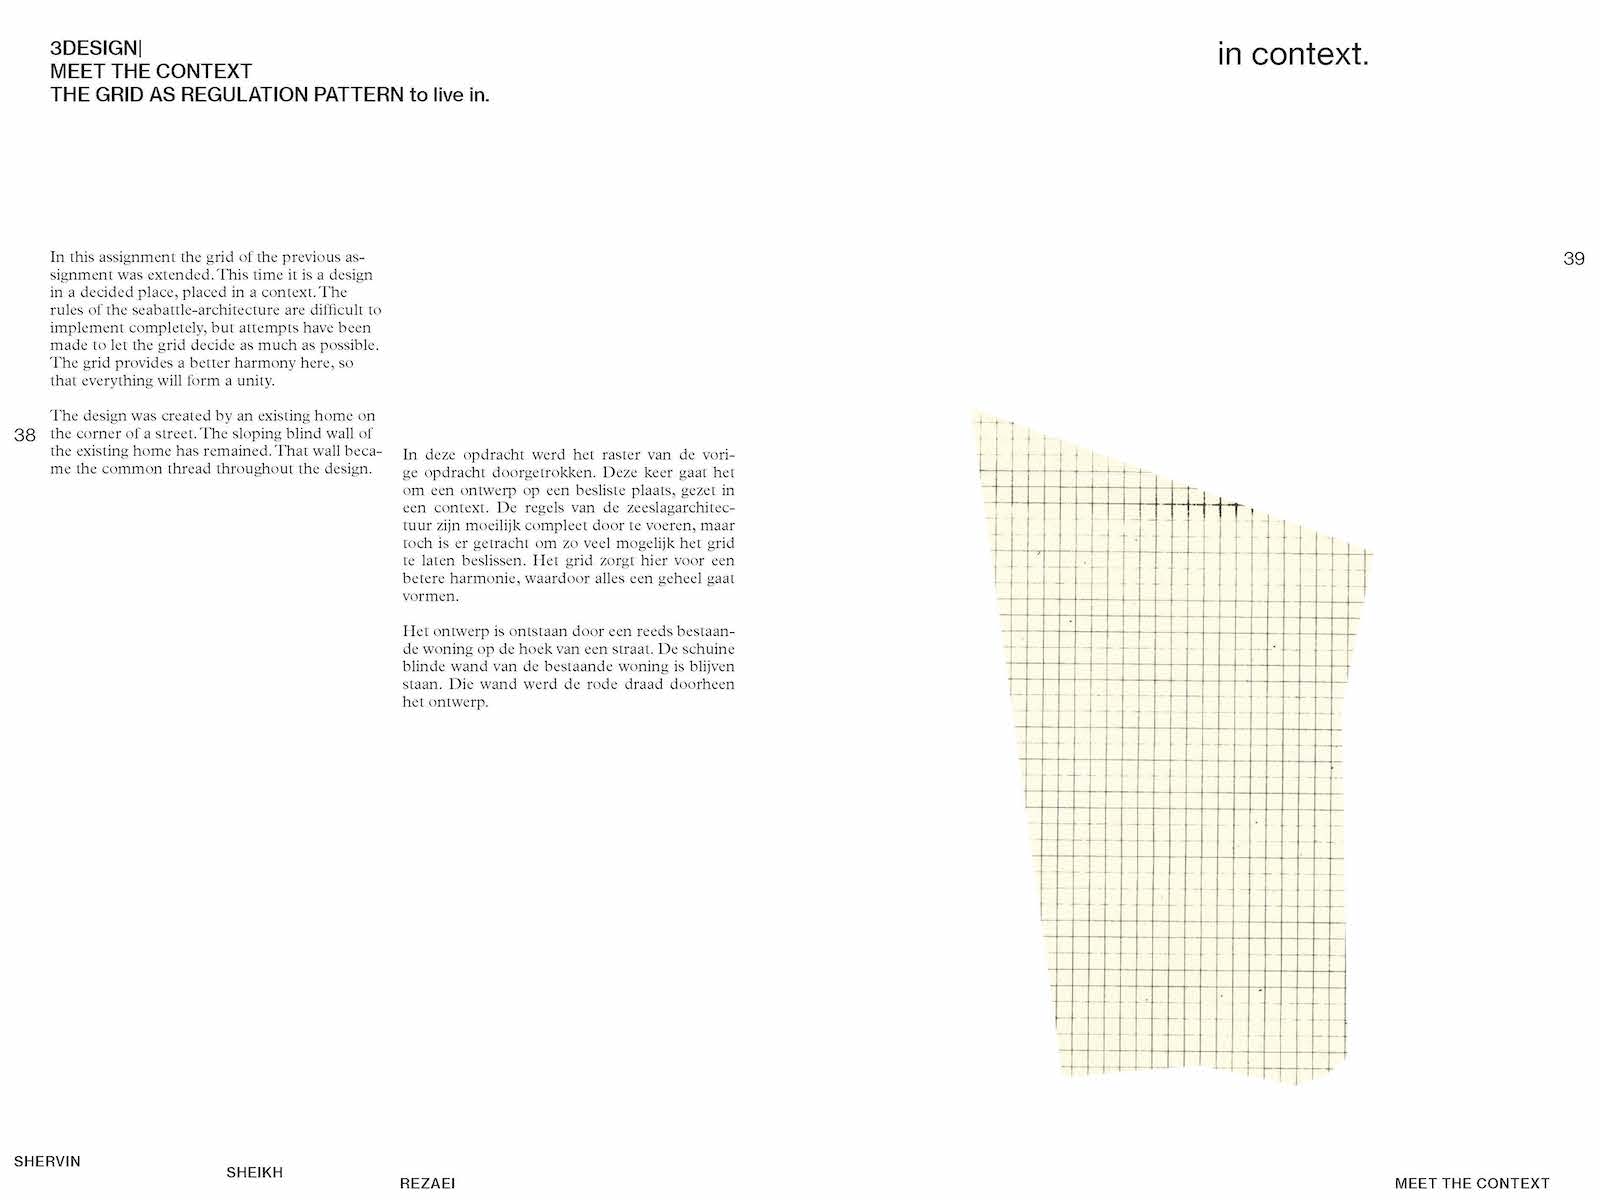 3DESIGN|
MEET THE CONTEXT
THE GRID AS REGULATION PATTERN to live in.
in context.
In this assignment the grid of the previous as-
signment was extended. This time it is a design
in a decided place, placed in a context. The
rules of the seabattle-architecture are difficult to
implement completely, but attempts have been
made to let the grid decide as much as possible.
The grid provides a better harmony here, so
that everything will form a unity.
The design was created by an existing home on
the corner of a street. The sloping blind wall of
the existing home has remained. That wall beca-
me the common thread throughout the design.
38
In deze opdracht werd het raster van de vori-
ge opdracht doorgetrokken. Deze keer gaat het
om een ontwerp op een besliste plaats, gezet in
een context. De regels van de zeeslagarchitec-
tuur zijn moeilijk compleet door te voeren, maar
toch is er getracht om zo veel mogelijk het grid
te laten beslissen. Het grid zorgt hier voor een
betere harmonie, waardoor alles een geheel gaat
vormen.
Het ontwerp is ontstaan door een reeds bestaan-
de woning op de hoek van een straat. De schuine
blinde wand van de bestaande woning is blijven
staan. Die wand werd de rode draad doorheen
het ontwerp.
39
SHERVIN
SHEIKH
REZAEI
MEET THE CONTEXT